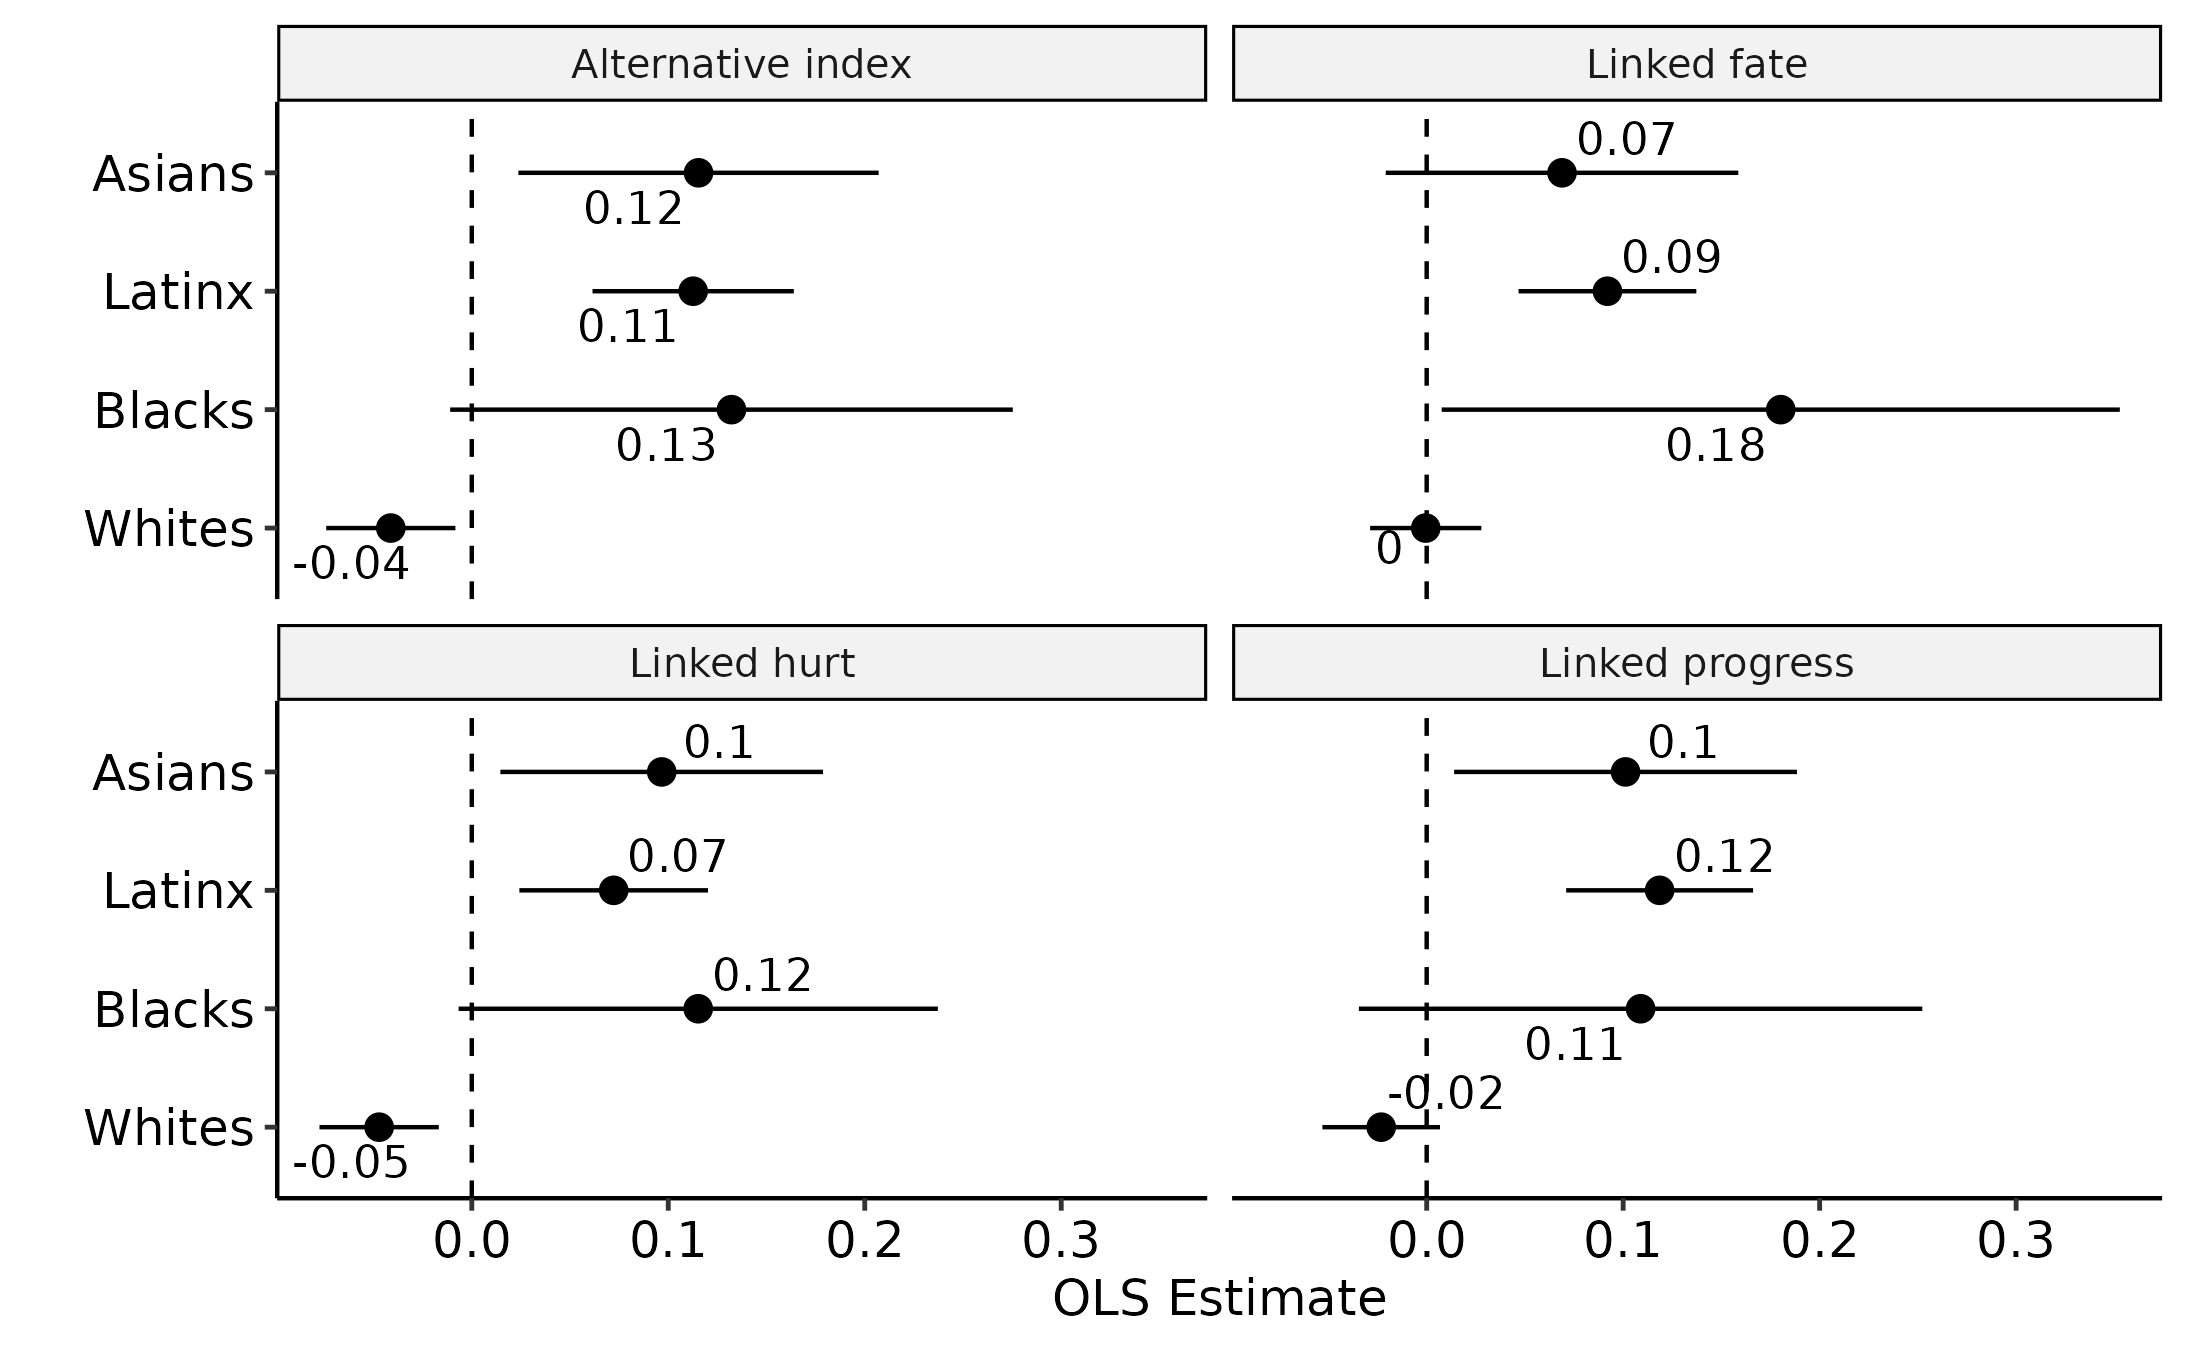 Alternative index
Linked fate
Asians
0.12
0.07
Latinx
0.11
0.09
Blacks
0.13
0.18
Whites
-0.04
0
Linked hurt
Linked progress
Asians
0.1
0.1
Latinx
0.07
0.12
Blacks
0.12
0.11
Whites
-0.05
-0.02
0.0 0.1 0.2 0.3
0.0 0.1 0.2 0.3
OLS Estimate